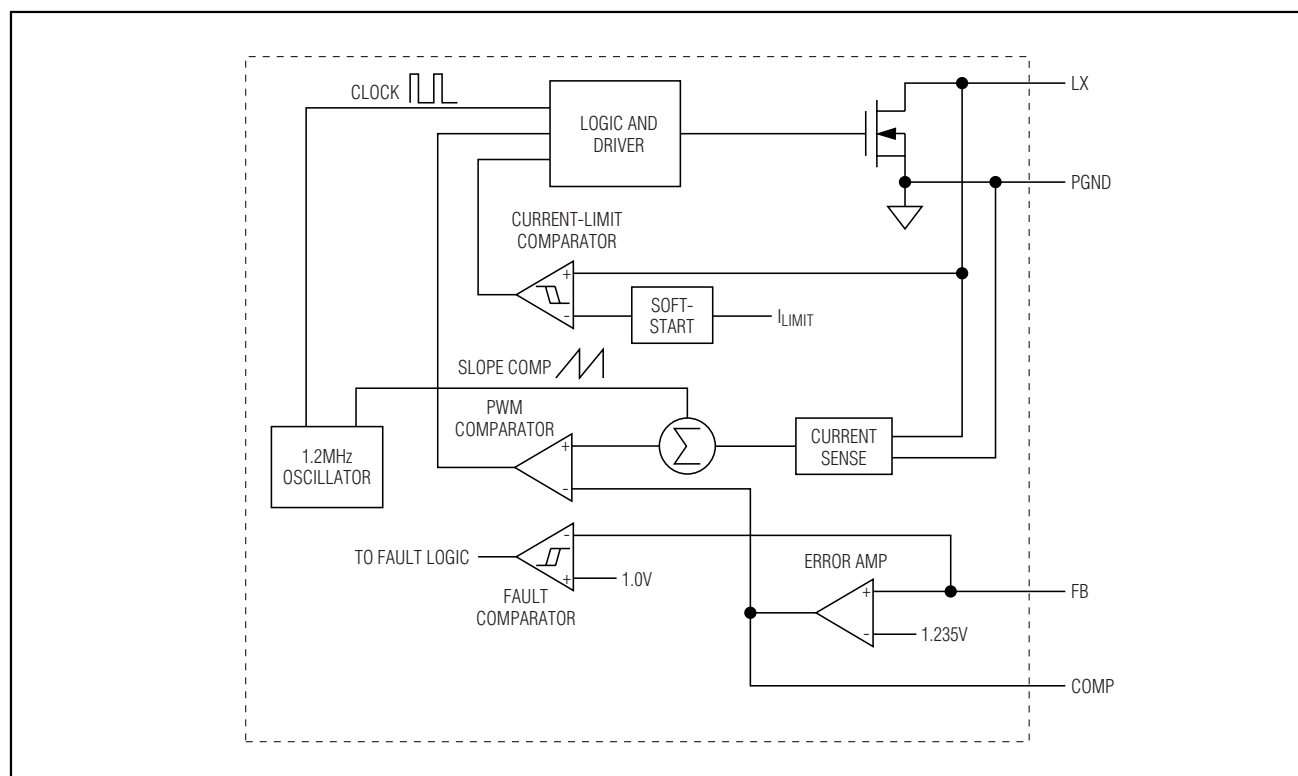 CLOCK
LOGIC AND
DRIVER
LX
PGND
CURRENT-LIMIT
COMPARATOR
+
-
SOFT-
START
ILIMIT
SLOPE COMP
PWM
COMPARATOR
+
-
Σ
CURRENT
SENSE
1.2MHz
OSCILLATOR
TO FAULT LOGIC
-
+
1.0V
FAULT
COMPARATOR
ERROR AMP
+
-
1.235V
FB
COMP